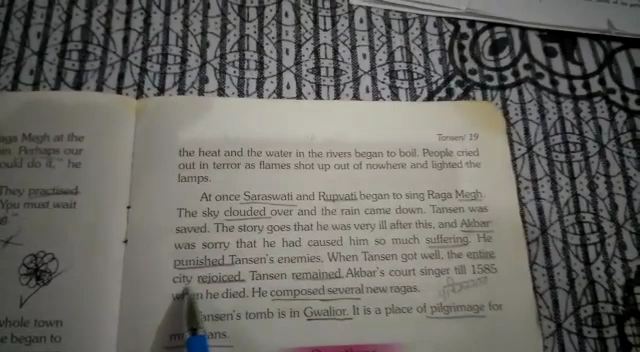 aga Megh at the
Perhaps our
ould do it," he
They practised
You must wait
whole town
e began to
Tansen/ 19
the heat and the water in the rivers began to boil. People cried
out in terror as flames shot up out of nowhere and lighted the
lamps.
At once Saraswati and Rupvati began to sing Raga Megh.
The sky clouded over and the rain came down. Tansen was
saved. The story goes that he was very ill after this, and Akbar
was sorry that he had caused him so much suffering. He
punished Tansen's enemies. When Tansen got well, the entire
city rejoiced. Tansen remained Akbar's court singer till 1585
he died. He composed several new ragas.
ansen's tomb is in Gwalior. It is a place of pilgrimage for